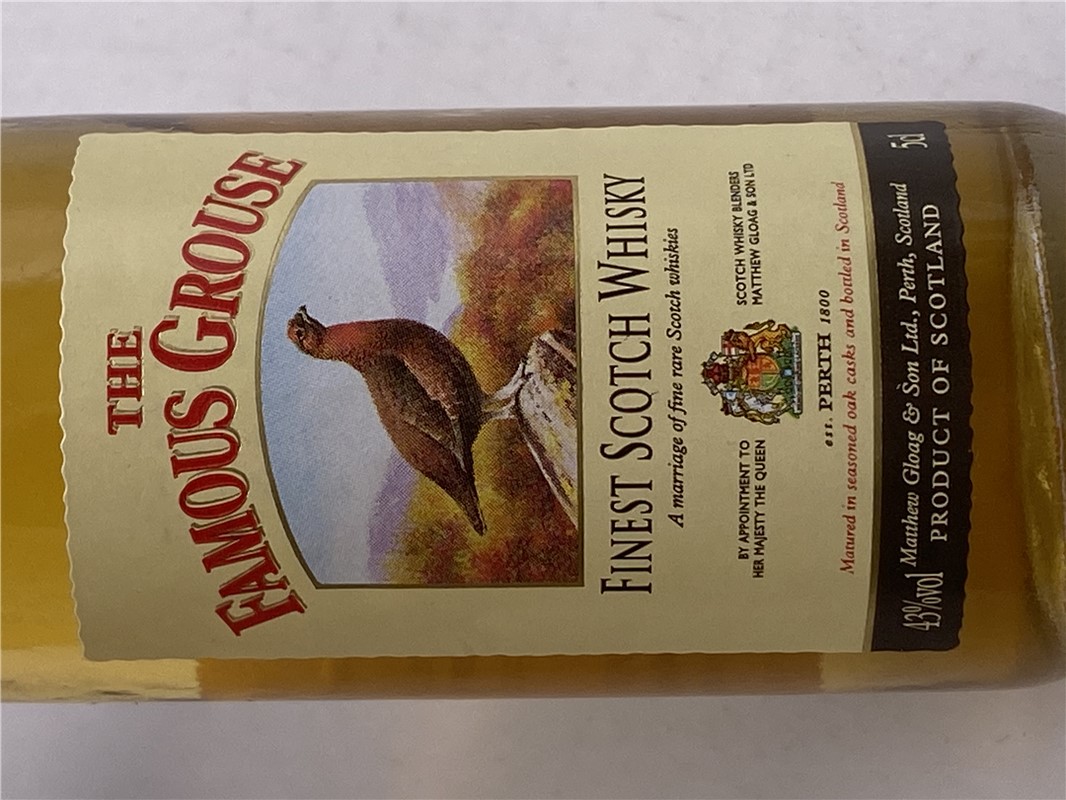 THE
FAMOUS GROUSE
FINEST SCOTCH WHISKY
A marriage of fine rare Scotch whiskies
BY APPOINTMENT TO
HER MAJESTY THE QUEEN
SCOTCH WHISKY BLENDERS
MATTHEW GLOAG & SON LTD
est. PERTH 1800
Matured in seasoned oak casks and bottled in Scotland
43%vol Matthew Gloag & Son Ltd., Perth, Scotland 5cl
PRODUCT OF SCOTLAND